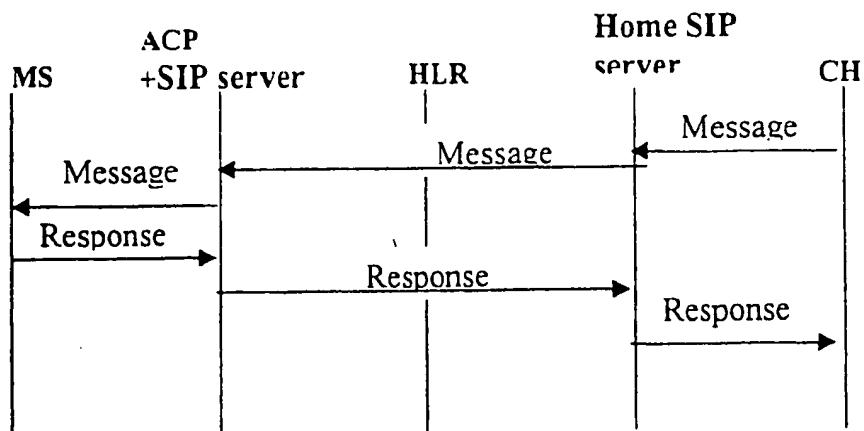 MS
ACP
+SIP server
HLR
Home SIP
server
CH
Message
Message
Message
Response
Response
Response